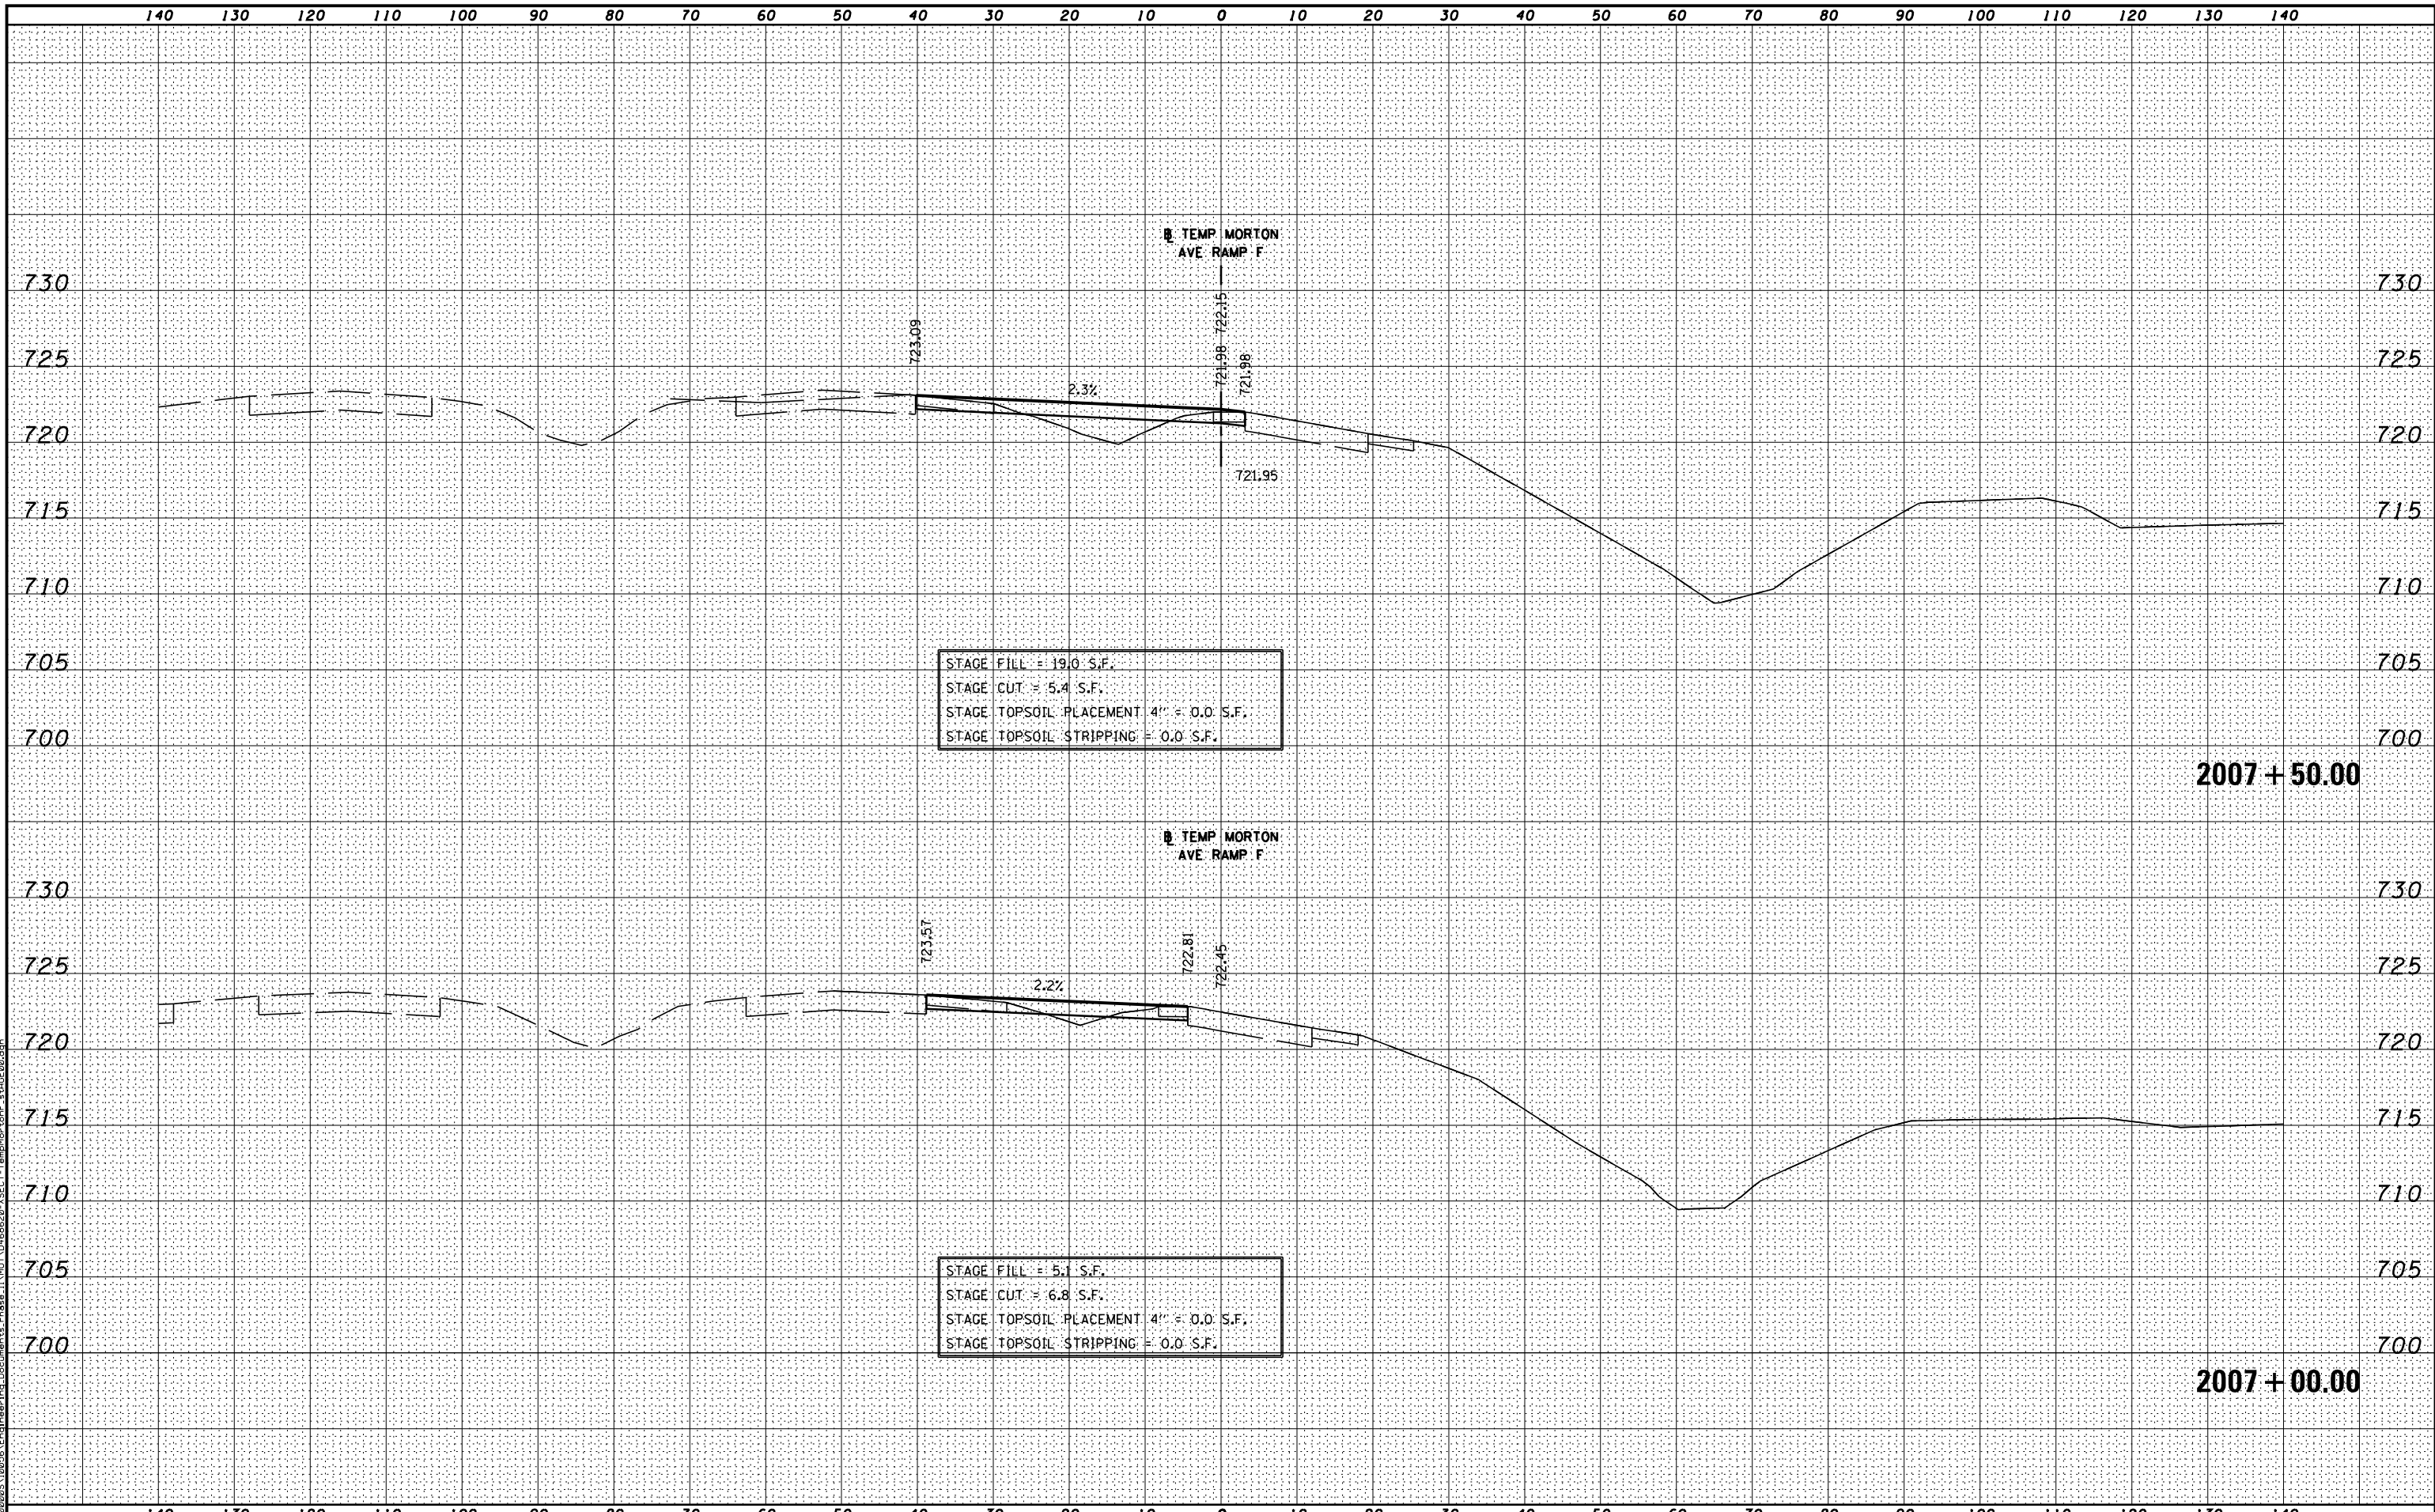 140 130 120 110 100 90 80 70 60 50 40 30 20 10 0 10 20 30 40 50 60 70 80 90 100 110 120 130 140
℄ TEMP MORTON
AVE RAMP F
730 730
722.15
721.98
723.09
721.98
725 725
2.3%
720 720
721.95
715 715
710 710
705 705
STAGE FILL = 19.0 S.F.
STAGE CUT = 5.4 S.F.
STAGE TOPSOIL PLACEMENT 4" = 0.0 S.F.
STAGE TOPSOIL STRIPPING = 0.0 S.F.
700 700
2007+50.00
℄ TEMP MORTON
AVE RAMP F
730 730
723.57
722.81
722.45
725 725
2.2%
720 720
715 715
710 710
705 705
STAGE FILL = 5.1 S.F.
STAGE CUT = 6.8 S.F.
STAGE TOPSOIL PLACEMENT 4" = 0.0 S.F.
STAGE TOPSOIL STRIPPING = 0.0 S.F.
700 700
2007+00.00